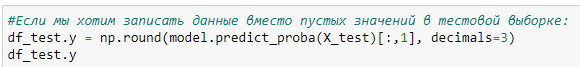 #Если мы хотим записать данные вместо пустых значений в тестовой выборке:
df_test.y = np.round(model.predict_proba(X_test)[:,1], decimals=3)
df_test.y